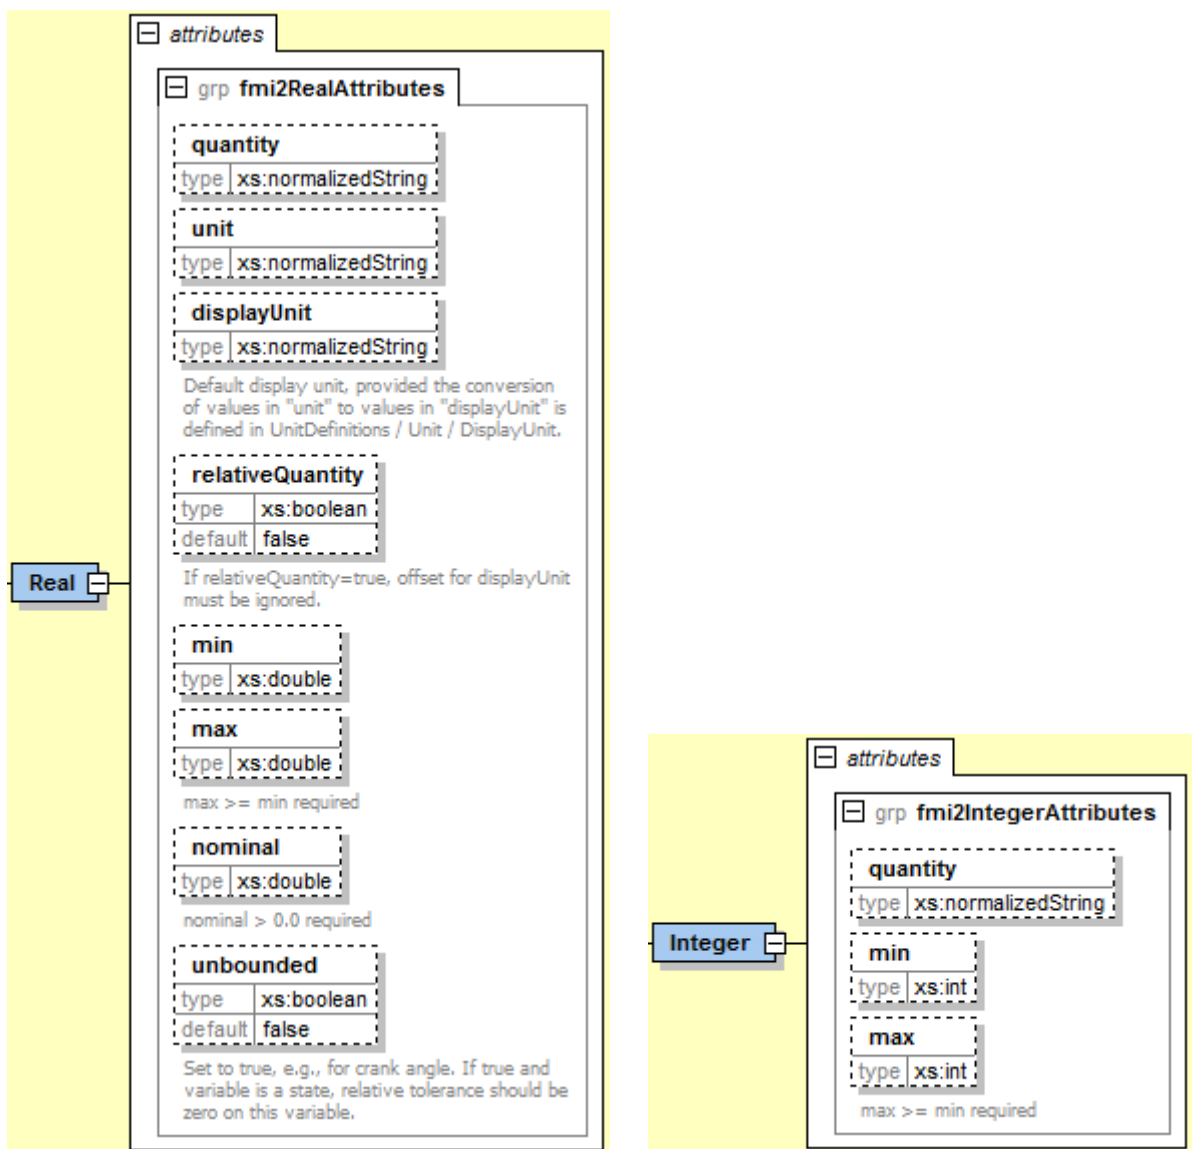 attributes
grp fmi2RealAttributes
quantity
type xs:normalizedString
unit
type xs:normalizedString
displayUnit
type xs:normalizedString
Default display unit, provided the conversion
of values in "unit" to values in "displayUnit" is
defined in UnitDefinitions / Unit / DisplayUnit.
relativeQuantity
type xs:boolean
default false
If relativeQuantity=true, offset for displayUnit
must be ignored.
Real
min
type xs:double
max
type xs:double
max >= min required
nominal
type xs:double
nominal > 0.0 required
unbounded
type xs:boolean
default false
Set to true, e.g., for crank angle. If true and
variable is a state, relative tolerance should be
zero on this variable.
attributes
grp fmi2IntegerAttributes
quantity
type xs:normalizedString
Integer
min
type xs:int
max
type xs:int
max >= min required